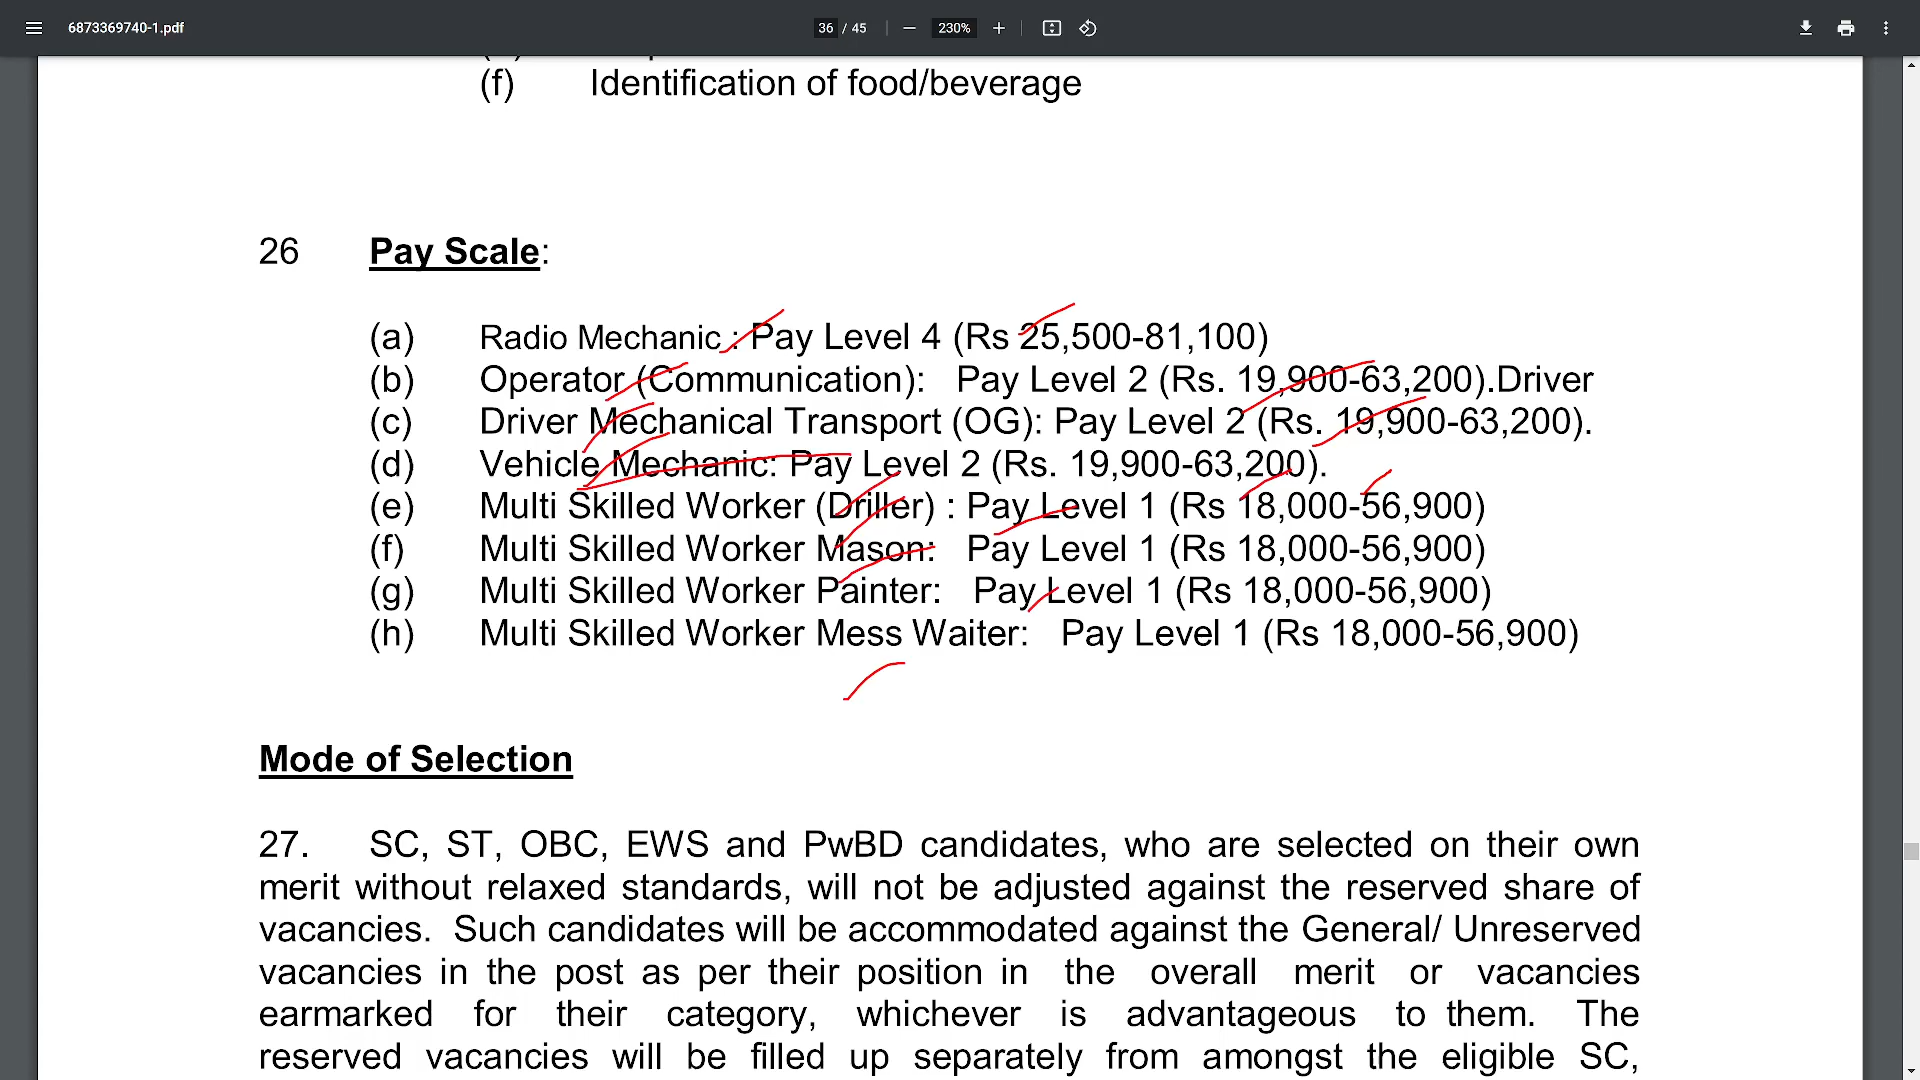 6873369740-1.pdf
36 / 45
230%
(f) Identification of food/beverage
26 Pay Scale:
(a) Radio Mechanic : Pay Level 4 (Rs 25,500-81,100)
(b) Operator (Communication): Pay Level 2 (Rs. 19,900-63,200).Driver
(c) Driver Mechanical Transport (OG): Pay Level 2 (Rs. 19,900-63,200).
(d) Vehicle Mechanic: Pay Level 2 (Rs. 19,900-63,200).
(e) Multi Skilled Worker (Driller) : Pay Level 1 (Rs 18,000-56,900)
(f) Multi Skilled Worker Mason: Pay Level 1 (Rs 18,000-56,900)
(g) Multi Skilled Worker Painter: Pay Level 1 (Rs 18,000-56,900)
(h) Multi Skilled Worker Mess Waiter: Pay Level 1 (Rs 18,000-56,900)
Mode of Selection
27. SC, ST, OBC, EWS and PwBD candidates, who are selected on their own
merit without relaxed standards, will not be adjusted against the reserved share of
vacancies. Such candidates will be accommodated against the General/ Unreserved
vacancies in the post as per their position in the overall merit or vacancies
earmarked for their category, whichever is advantageous to them. The
reserved vacancies will be filled up separately from amongst the eligible SC,